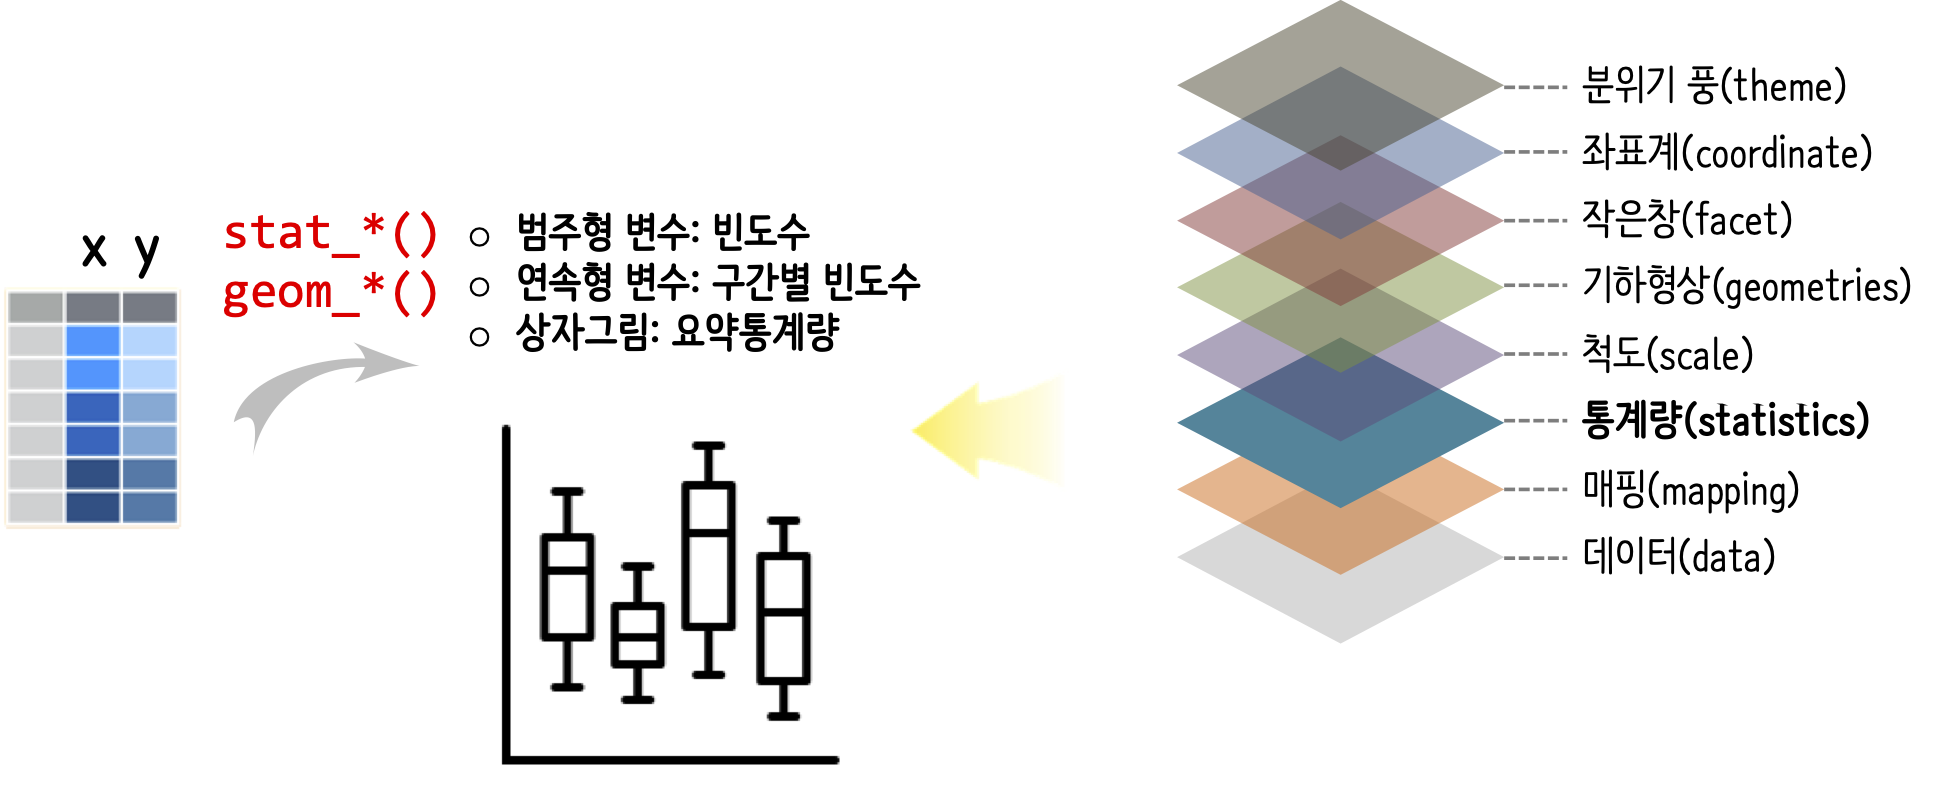 x y
stat_*()
geom_*()
○ 범주형 변수: 빈도수
○ 연속형 변수: 구간별 빈도수
○ 상자그림: 요약통계량
분위기 풍(theme)
좌표계(coordinate)
작은창(facet)
기하형상(geometries)
척도(scale)
통계량(statistics)
매핑(mapping)
데이터(data)